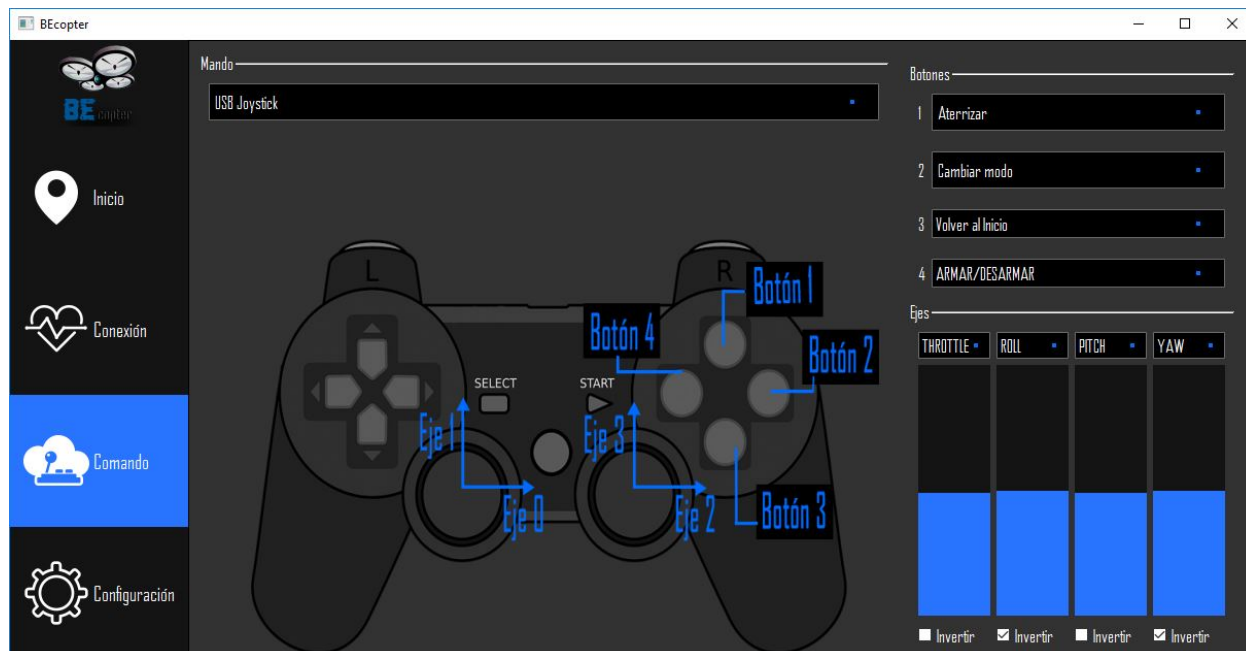 BEcopter
BE copter
Inicio
Conexión
Comando
Configuración
Mando
USB Joystick
L
R
SELECT
START
Botón 1
Botón 4
Botón 2
Botón 3
Eje 1
Eje 0
Eje 3
Eje 2
Botones
1 Aterrizar
2 Cambiar modo
3 Volver al Inicio
4 ARMAR/DESARMAR
Ejes
THROTTLE ROLL PITCH YAW
Invertir Invertir Invertir Invertir